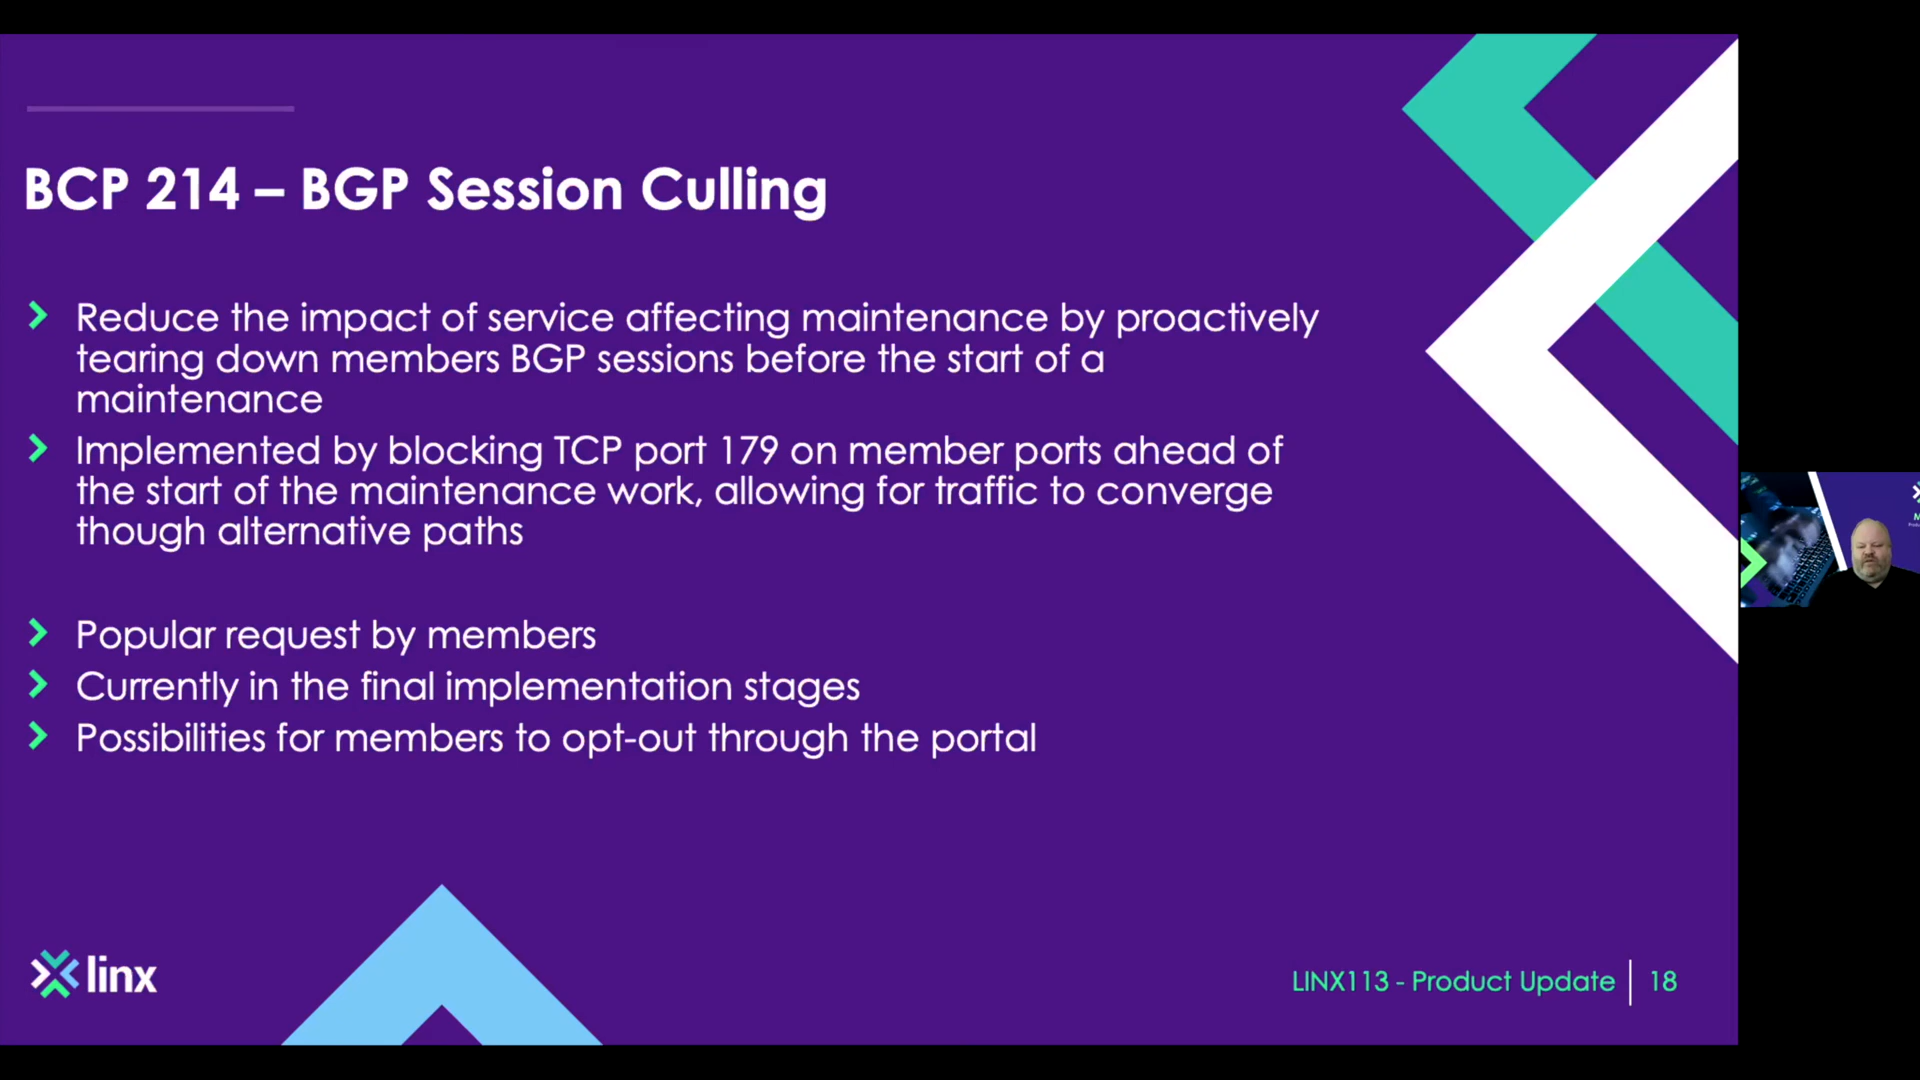 BCP 214 – BGP Session Culling
Reduce the impact of service affecting maintenance by proactively
tearing down members BGP sessions before the start of a
maintenance
Implemented by blocking TCP port 179 on member ports ahead of
the start of the maintenance work, allowing for traffic to converge
though alternative paths
Popular request by members
Currently in the final implementation stages
Possibilities for members to opt-out through the portal
linx
LINX113 - Product Update
18